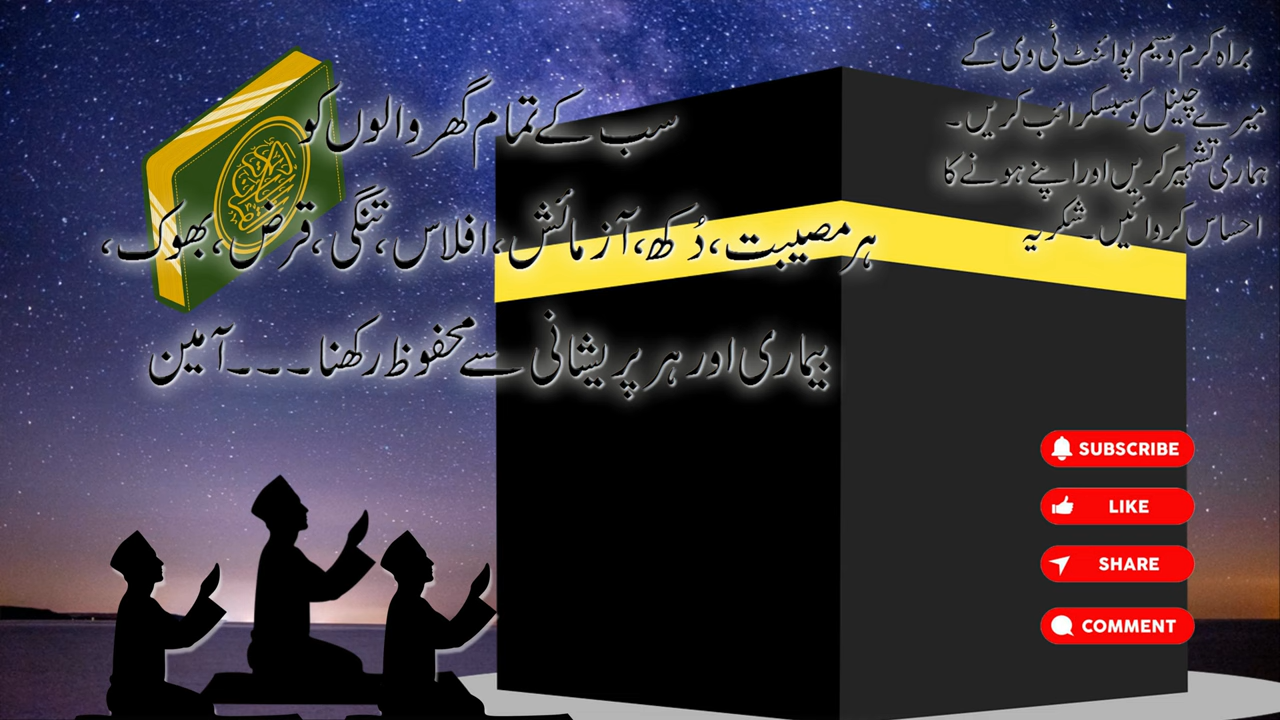 براہ کرم وسیم پوائنٹ ٹی وی کے
میرے چینل کو سبسکرائب کریں۔
ہماری تشہیر کریں اور اپنے ہونے کا
احساس کروائیں۔ شکریہ
سب کے تمام گھر والوں کو
ہر مصیبت، دُکھ، آزمائش، افلاس، تنگی، قرض، بھوک،
بیماری اور ہر پریشانی سے محفوظ رکھنا۔۔۔ آمین
SUBSCRIBE
LIKE
SHARE
COMMENT